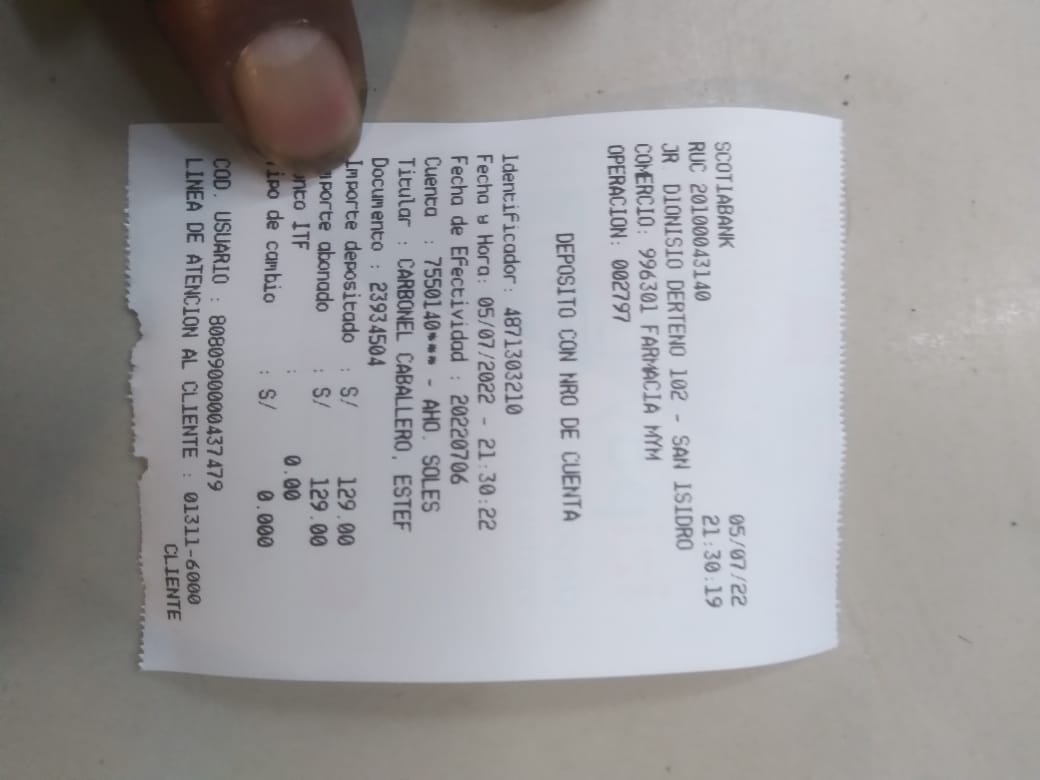 SCOTIABANK 05/07/22
RUC 20100043140 21:30:19
JR. DIONISIO DERTENO 102 - SAN ISIDRO
COMERCIO: 996301 FARMACIA MYM
OPERACION: 002797
DEPOSITO CON NRO DE CUENTA
Identificador: 4871303210
Fecha y Hora: 05/07/2022 - 21:30:22
Fecha de Efectividad : 20220706
Cuenta : 7550140*** - AHO. SOLES
Titular : CARBONEL CABALLERO, ESTEF
Documento : 23934504
Importe depositado : S/ 129.00
mporte abonado : S/ 129.00
nto ITF : 0.00
ipo de cambio : S/ 0.000
COD. USUARIO : 8080900000437479
LINEA DE ATENCION AL CLIENTE : 01311-6000
CLIENTE